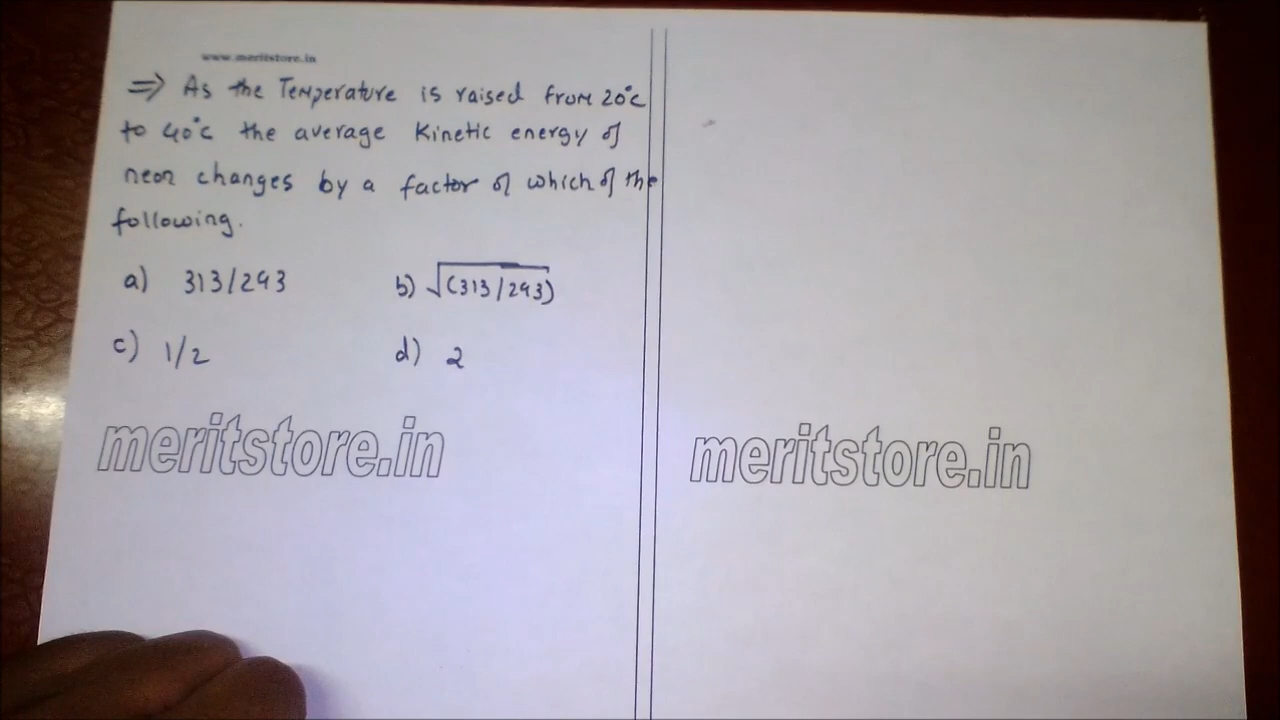 www.meritstore.in
⇒ As the Temperature is raised from 20°c
to 40°c the average Kinetic energy of
neon changes by a factor of which of the
following.
a) 313/293 b) √(313/293)
c) 1/2 d) 2
meritstore.in meritstore.in